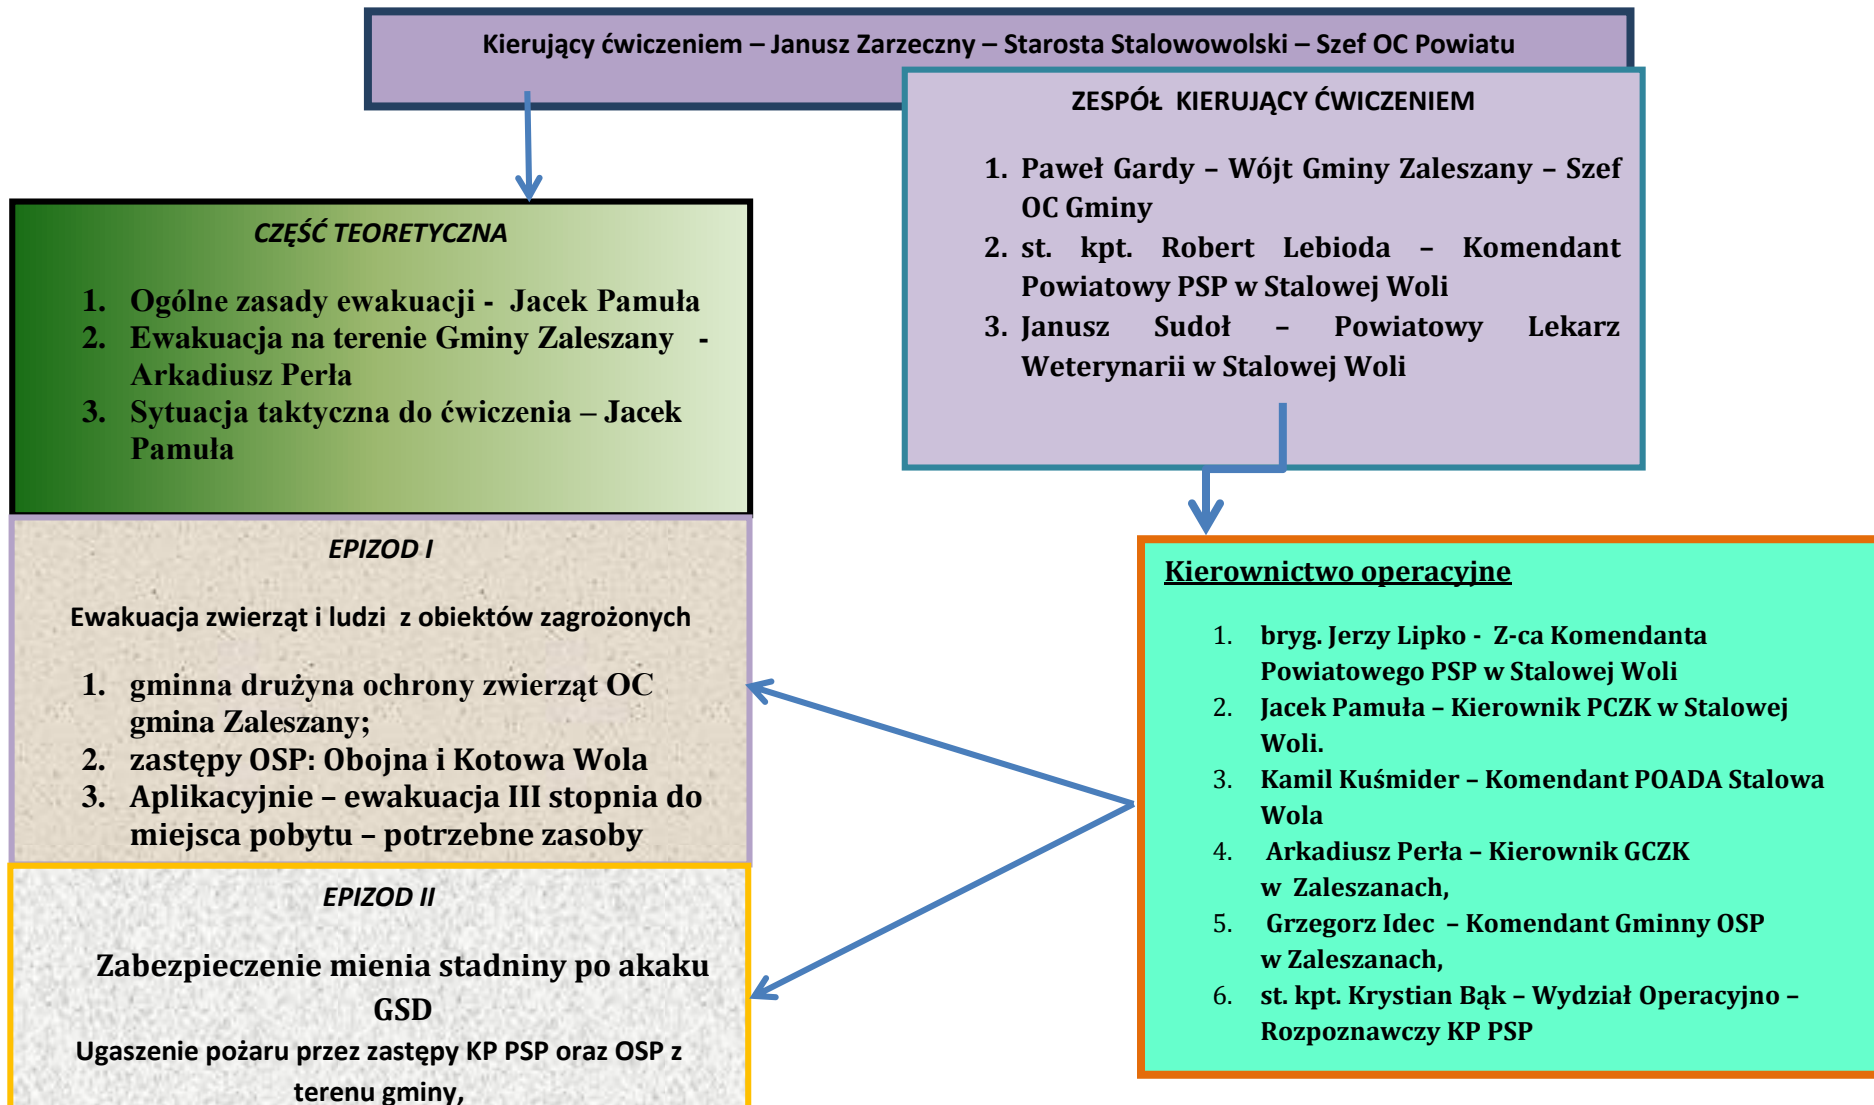 Kierujący ćwiczeniem – Janusz Zarzeczny – Starosta Stalowowolski – Szef OC Powiatu
ZESPÓŁ KIERUJĄCY ĆWICZENIEM
1. Paweł Gardy – Wójt Gminy Zaleszany – Szef
OC Gminy
2. st. kpt. Robert Lebioda – Komendant
Powiatowy PSP w Stalowej Woli
3. Janusz Sudoł – Powiatowy Lekarz
Weterynarii w Stalowej Woli
CZĘŚĆ TEORETYCZNA
1. Ogólne zasady ewakuacji - Jacek Pamuła
2. Ewakuacja na terenie Gminy Zaleszany -
Arkadiusz Perła
3. Sytuacja taktyczna do ćwiczenia – Jacek
Pamuła
EPIZOD I
Ewakuacja zwierząt i ludzi z obiektów zagrożonych
1. gminna drużyna ochrony zwierząt OC
gmina Zaleszany;
2. zastępy OSP: Obojna i Kotowa Wola
3. Aplikacyjnie – ewakuacja III stopnia do
miejsca pobytu – potrzebne zasoby
EPIZOD II
Zabezpieczenie mienia stadniny po akaku
GSD
Ugaszenie pożaru przez zastępy KP PSP oraz OSP z
terenu gminy,
Kierownictwo operacyjne
1. bryg. Jerzy Lipko - Z-ca Komendanta
Powiatowego PSP w Stalowej Woli
2. Jacek Pamuła – Kierownik PCZK w Stalowej
Woli.
3. Kamil Kuśmider – Komendant POADA Stalowa
Wola
4. Arkadiusz Perła – Kierownik GCZK
w Zaleszanach,
5. Grzegorz Idec – Komendant Gminny OSP
w Zaleszanach,
6. st. kpt. Krystian Bąk – Wydział Operacyjno –
Rozpoznawczy KP PSP